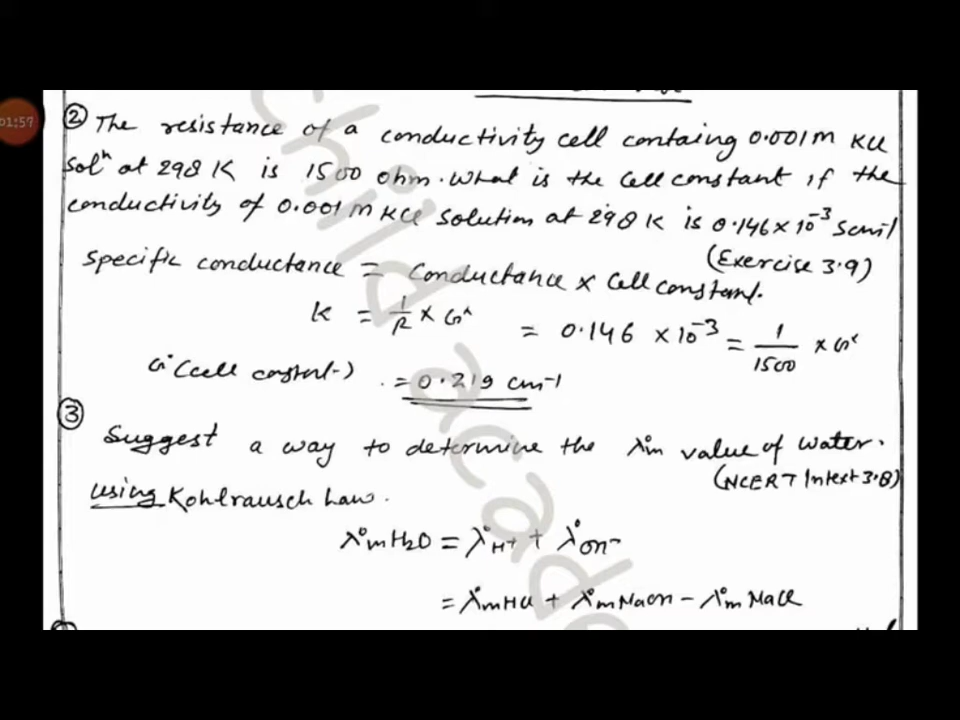 01:57
② The resistance of a conductivity cell containg 0.001M KCl
solⁿ at 298 K is 1500 ohm. What is the cell constant if the
conductivity of 0.001M KCl solution at 298 K is 0.146×10⁻³ Scm⁻¹
(Exercise 3.9)
Specific conductance = Conductance × Cell constant.
K = 1/R × G* = 0.146 × 10⁻³ = 1/1500 × G*
G* (cell constant) = 0.219 cm⁻¹
③ Suggest a way to determine the λ°m value of water.
(NCERT Intext 3.8)
using Kohlrausch Law.
λ°m H₂O = λ°H⁺ + λ°OH⁻
= λ°m HCl + λ°m NaOH − λ°m NaCl